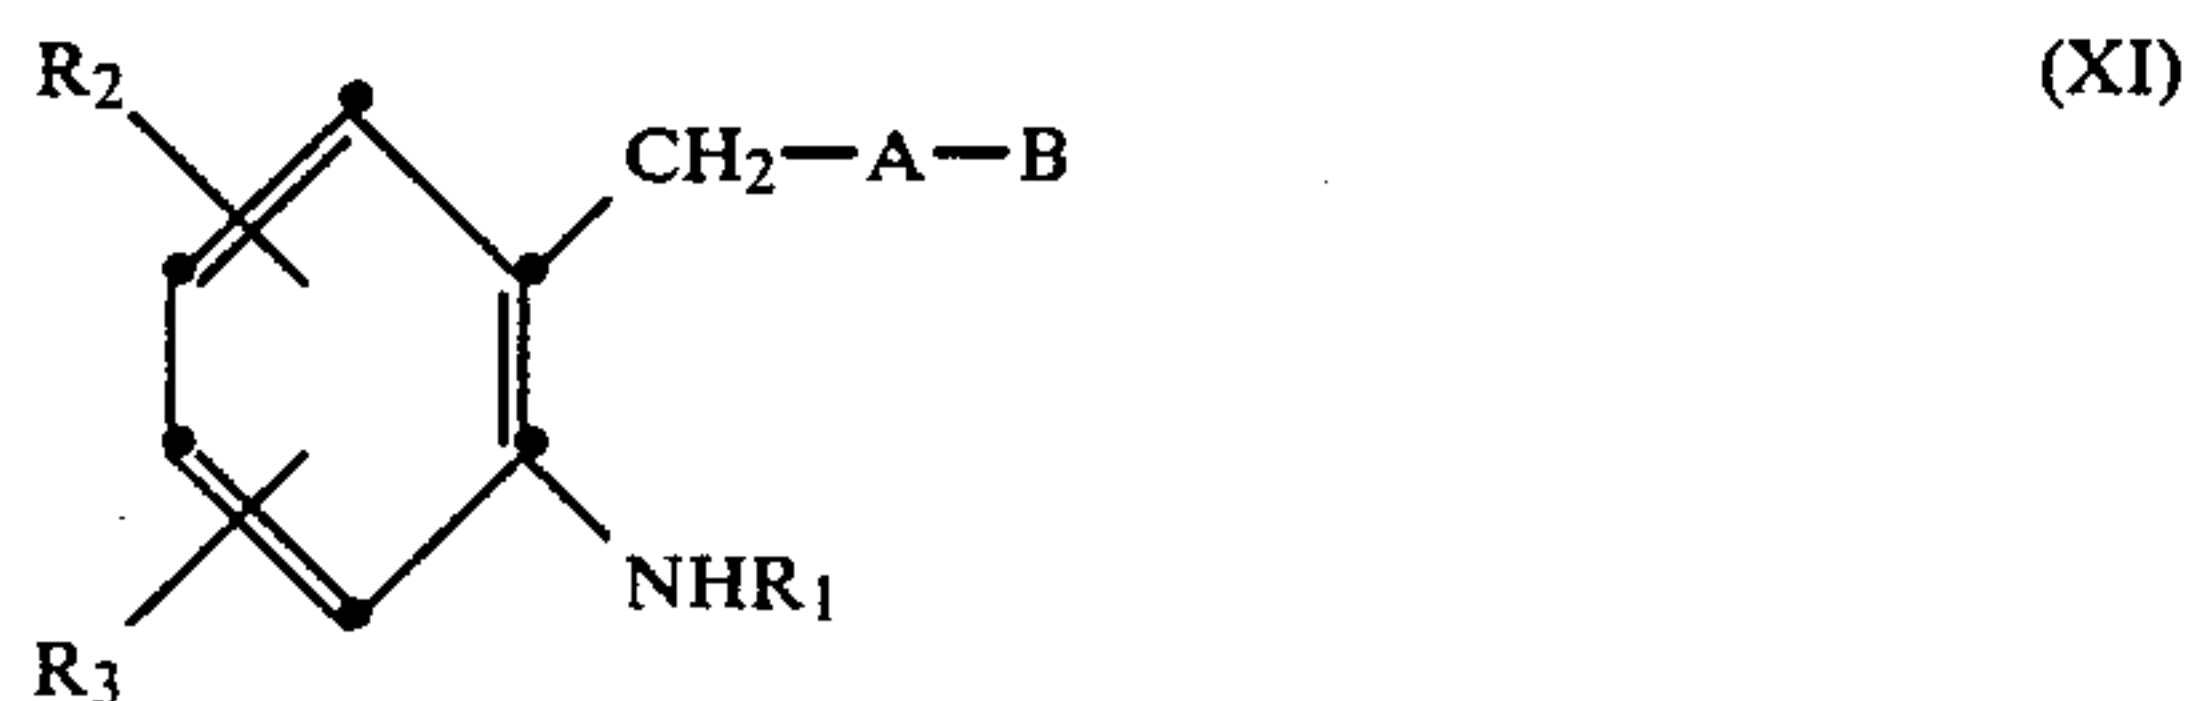 R2 (XI)
CH2—A—B
NHR1
R3